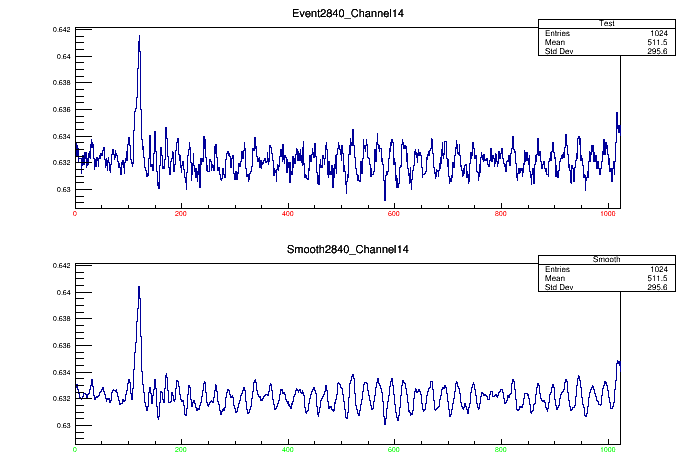 Event2840_Channel14
Test
Entries 1024
Mean 511.5
Std Dev 295.6
0.642
0.64
0.638
0.636
0.634
0.632
0.63
0 200 400 600 800 1000
Smooth2840_Channel14
Smooth
Entries 1024
Mean 511.5
Std Dev 295.6
0.642
0.64
0.638
0.636
0.634
0.632
0.63
0 200 400 600 800 1000